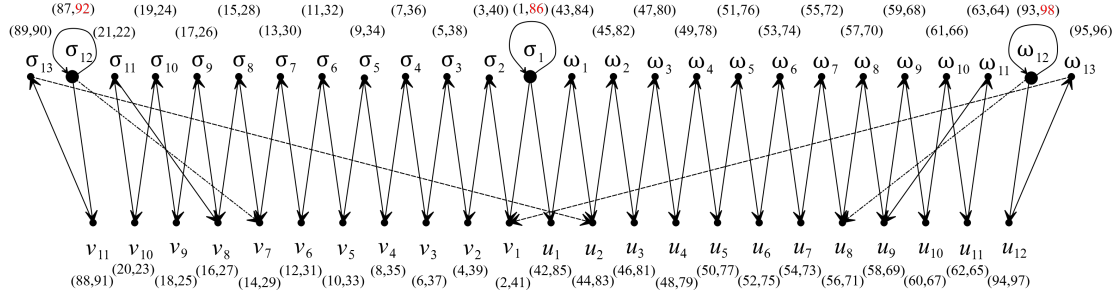 (87,92) (19,24) (15,28) (11,32) (7,36) (3,40) (1,86) (43,84) (47,80) (51,76) (55,72) (59,68) (63,64) (93,98)
(89,90) (21,22) (17,26) (13,30) (9,34) (5,38) (45,82) (49,78) (53,74) (57,70) (61,66) (95,96)
σ13 σ12 σ11 σ10 σ9 σ8 σ7 σ6 σ5 σ4 σ3 σ2 σ1 ω1 ω2 ω3 ω4 ω5 ω6 ω7 ω8 ω9 ω10 ω11 ω12 ω13
v11 v10 v9 v8 v7 v6 v5 v4 v3 v2 v1 u1 u2 u3 u4 u5 u6 u7 u8 u9 u10 u11 u12
(20,23) (16,27) (12,31) (8,35) (4,39) (42,85) (46,81) (50,77) (54,73) (58,69) (62,65)
(88,91) (18,25) (14,29) (10,33) (6,37) (2,41) (44,83) (48,79) (52,75) (56,71) (60,67) (94,97)